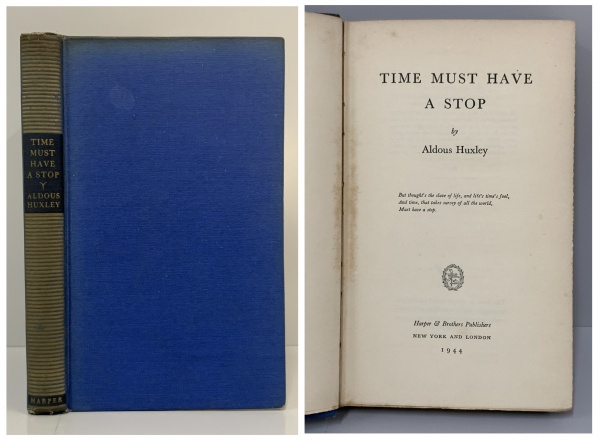 TIME
MUST
HAVE
A STOP
ALDOUS
HUXLEY
HARPER
TIME MUST HAVE
A STOP
by
Aldous Huxley
But thought's the slave of life, and life's time's fool,
And time, that takes survey of all the world,
Must have a stop.
Harper & Brothers Publishers
NEW YORK AND LONDON
1944